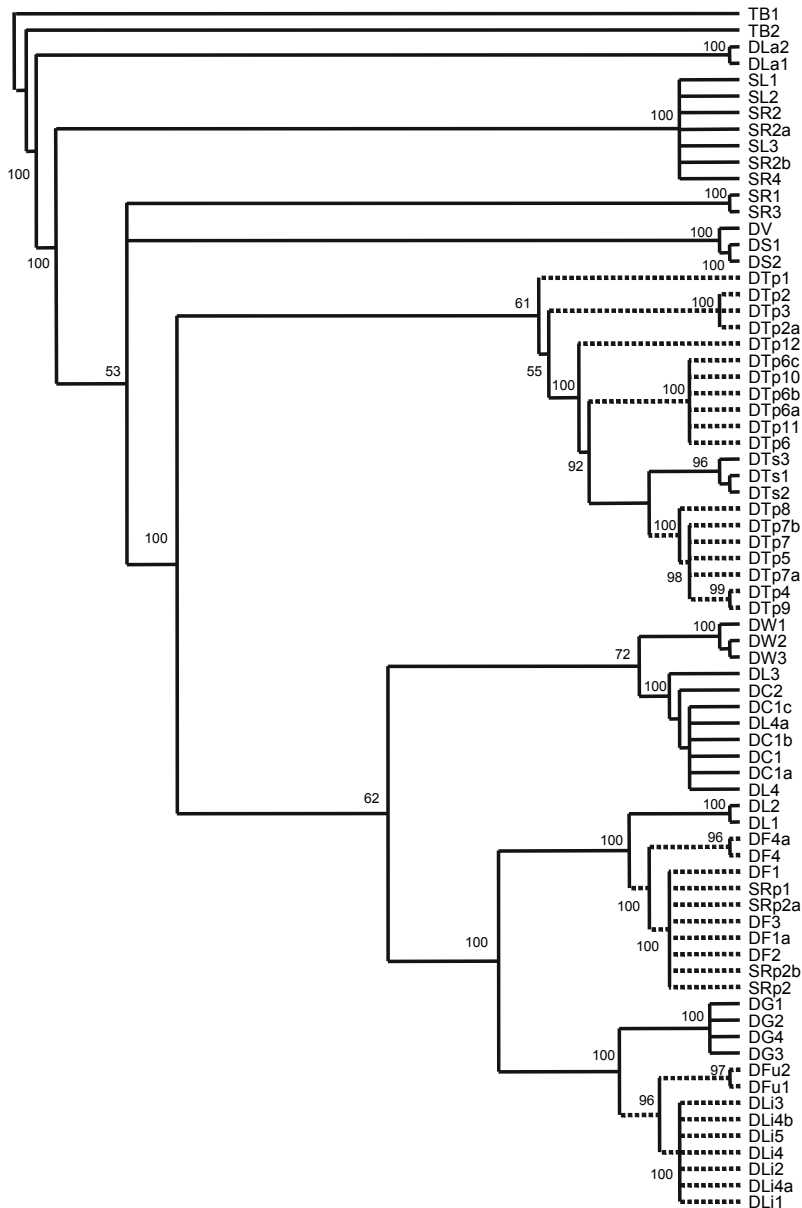 TB1
TB2
100 DLa2
DLa1
SL1
SL2
100 SR2
SR2a
SL3
SR2b
100 SR4
100 SR1
SR3
100 DV
DS1
100 100 DS2
DTp1
61 DTp2
100 DTp3
DTp2a
DTp12
53 55 DTp6c
100 100 DTp10
DTp6b
DTp6a
DTp11
DTp6
92 96 DTs3
DTs1
DTs2
DTp8
100 100 DTp7b
DTp7
DTp5
98 DTp7a
99 DTp4
DTp9
100 DW1
DW2
72 DW3
DL3
100 DC2
DC1c
DL4a
DC1b
DC1
DC1a
DL4
62 100 DL2
DL1
100 96 DF4a
DF4
DF1
SRp1
100 SRp2a
DF3
DF1a
100 100 DF2
SRp2b
SRp2
DG1
100 DG2
DG4
100 DG3
97 DFu2
DFu1
96 DLi3
DLi4b
DLi5
DLi4
100 DLi2
DLi4a
DLi1